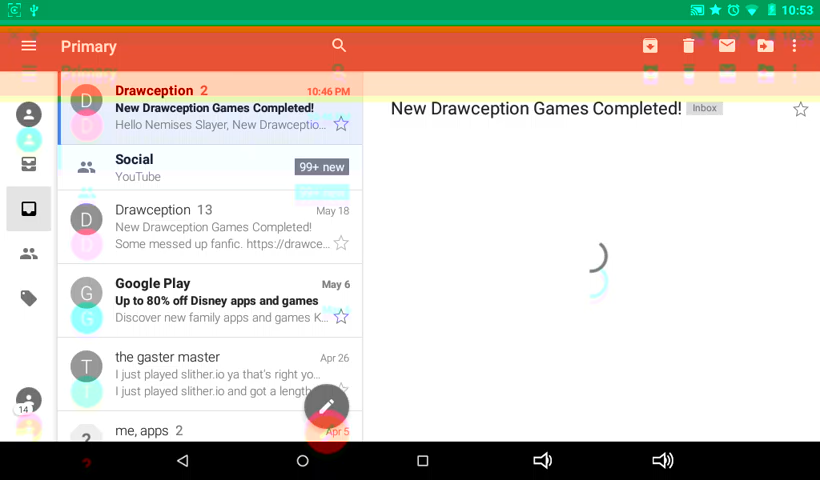 10:53
Primary
Drawception 2
10:46 PM
New Drawception Games Completed!
Hello Nemises Slayer, New Drawceptio...
Social
YouTube
99+ new
Drawception 13
May 18
New Drawception Games Completed!
Some messed up fanfic. https://drawce...
Google Play
May 6
Up to 80% off Disney apps and games
Discover new family apps and games K...
the gaster master
Apr 26
I just played slither.io ya that's right yo...
I just played slither.io and got a length
me, apps 2
Apr 5
14
D
D
G
T
?
New Drawception Games Completed!
Inbox